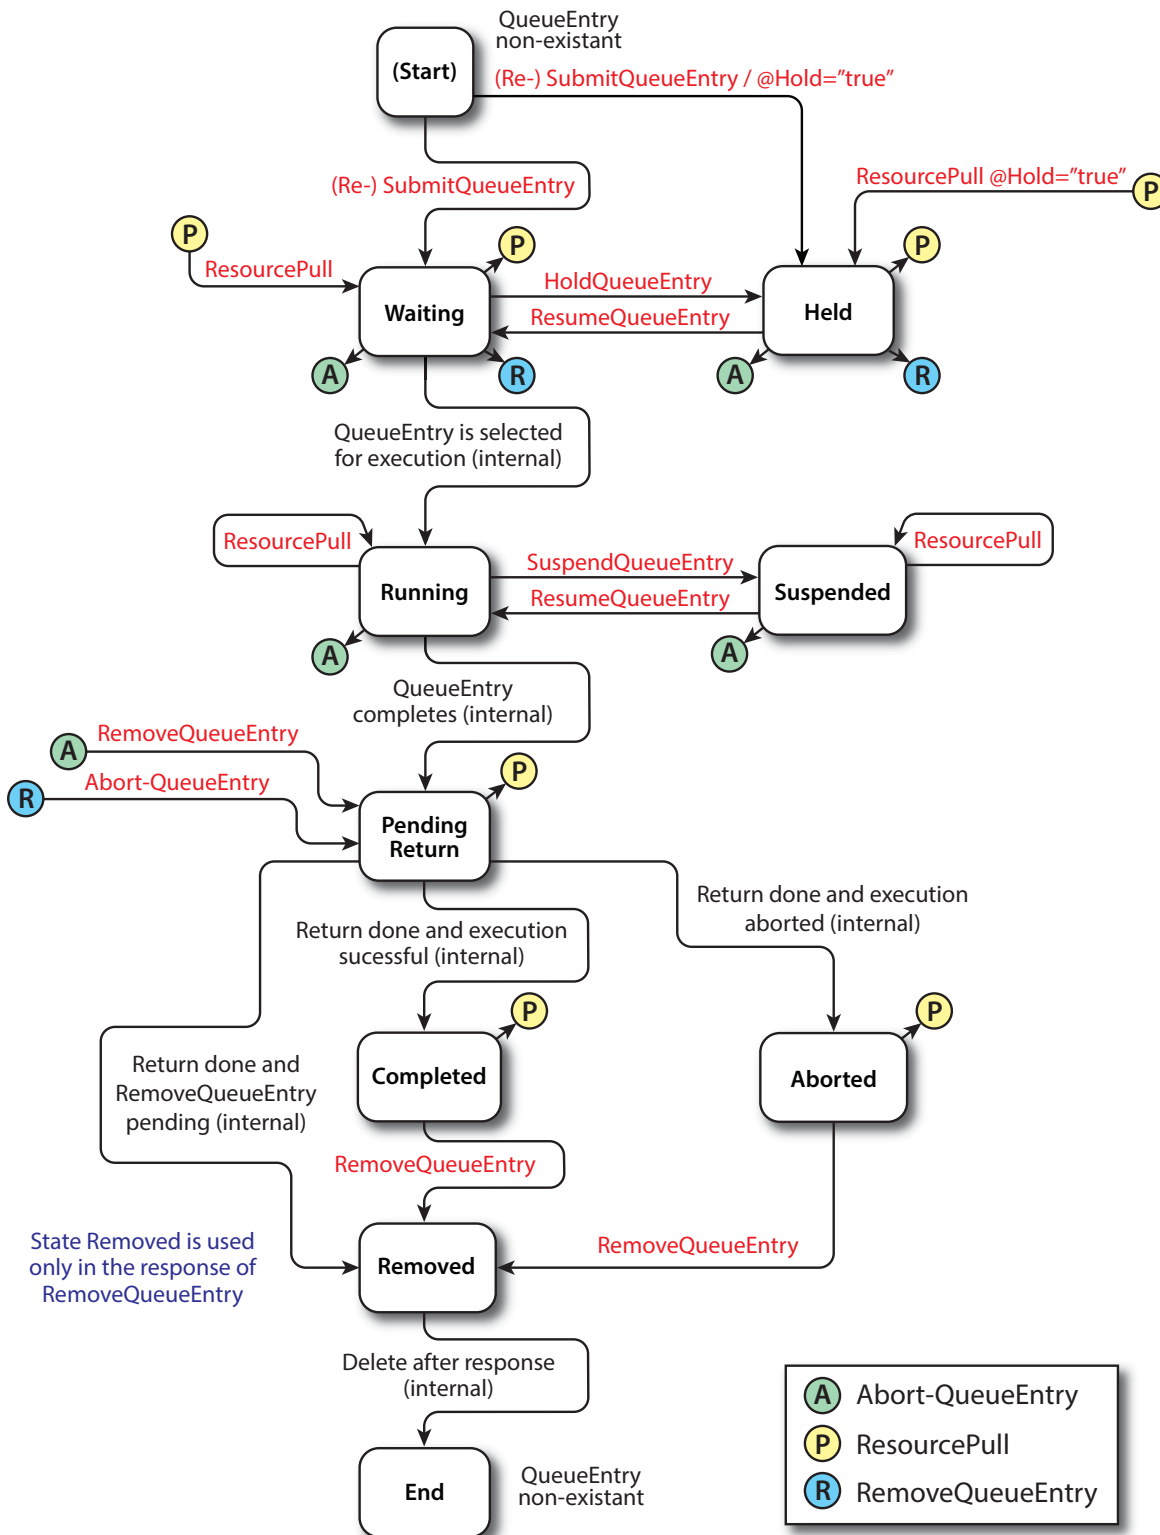 QueueEntry
non-existant
(Start)
(Re-) SubmitQueueEntry / @Hold=”true”
(Re-) SubmitQueueEntry
ResourcePull @Hold=”true”
P
P
ResourcePull
P
P
Waiting
HoldQueueEntry
ResumeQueueEntry
Held
A
R
A
R
QueueEntry is selected
for execution (internal)
ResourcePull
Running
SuspendQueueEntry
ResumeQueueEntry
Suspended
ResourcePull
A
A
QueueEntry
completes (internal)
A
RemoveQueueEntry
R
Abort-QueueEntry
P
Pending
Return
Return done and execution
sucessful (internal)
Return done and execution
aborted (internal)
P
P
Return done and
RemoveQueueEntry
pending (internal)
Completed
Aborted
RemoveQueueEntry
State Removed is used
only in the response of
RemoveQueueEntry
Removed
RemoveQueueEntry
Delete after response
(internal)
End
QueueEntry
non-existant
A Abort-QueueEntry
P ResourcePull
R RemoveQueueEntry